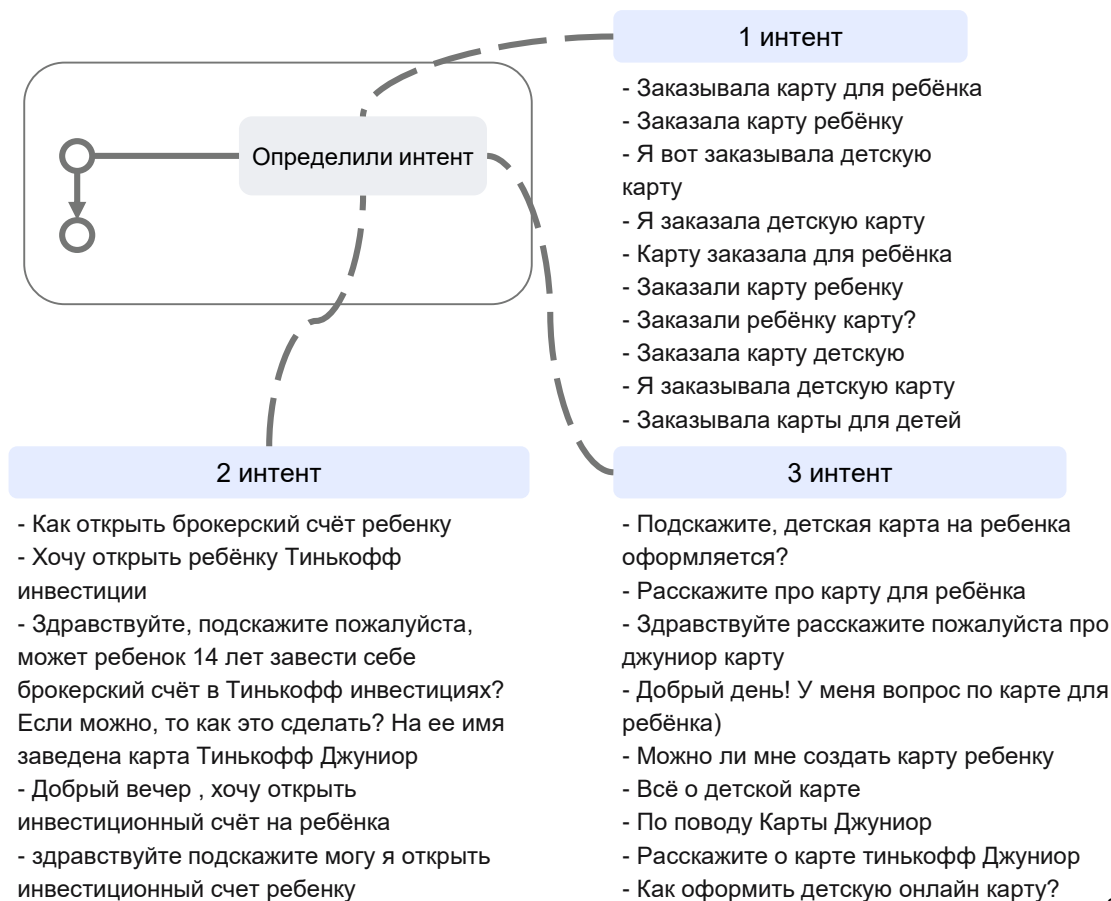 1 интент
- Заказывала карту для ребёнка
- Заказала карту ребёнку
- Я вот заказывала детскую
карту
- Я заказала детскую карту
- Карту заказала для ребёнка
- Заказали карту ребенку
- Заказали ребёнку карту?
- Заказала карту детскую
- Я заказывала детскую карту
- Заказывала карты для детей
Определили интент
2 интент
- Как открыть брокерский счёт ребенку
- Хочу открыть ребёнку Тинькофф
инвестиции
- Здравствуйте, подскажите пожалуйста,
может ребенок 14 лет завести себе
брокерский счёт в Тинькофф инвестициях?
Если можно, то как это сделать? На ее имя
заведена карта Тинькофф Джуниор
- Добрый вечер , хочу открыть
инвестиционный счёт на ребёнка
- здравствуйте подскажите могу я открыть
инвестиционный счет ребенку
3 интент
- Подскажите, детская карта на ребенка
оформляется?
- Расскажите про карту для ребёнка
- Здравствуйте расскажите пожалуйста про
джуниор карту
- Добрый день! У меня вопрос по карте для
ребёнка)
- Можно ли мне создать карту ребенку
- Всё о детской карте
- По поводу Карты Джуниор
- Расскажите о карте тинькофф Джуниор
- Как оформить детскую онлайн карту?